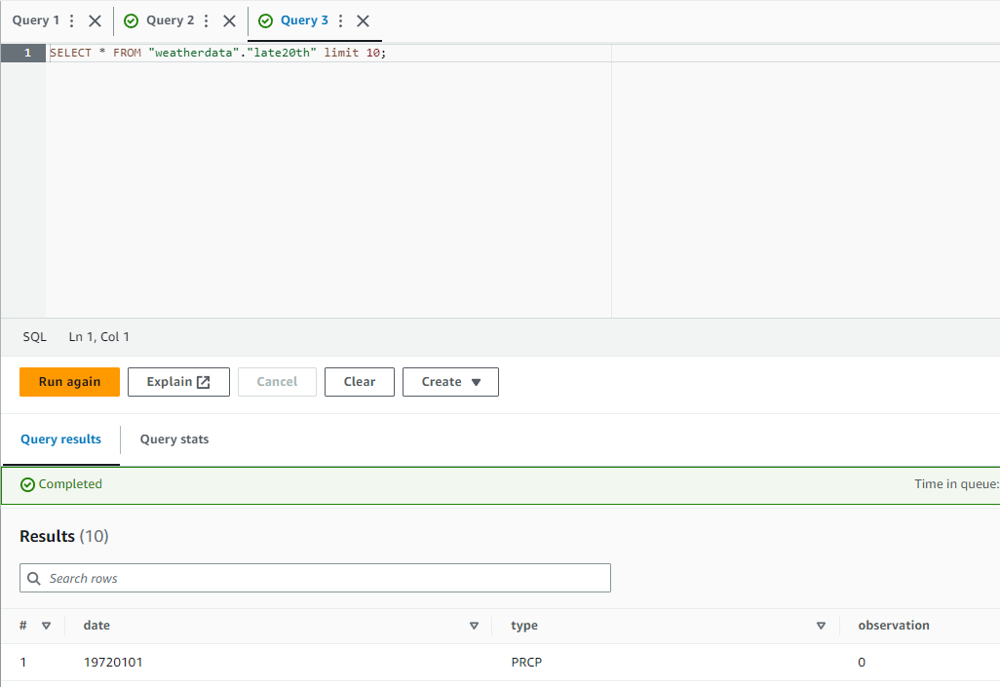 Query 1 Query 2 Query 3
1 SELECT * FROM "weatherdata"."late20th" limit 10;
SQL Ln 1, Col 1
Run again Explain Cancel Clear Create
Query results Query stats
Completed Time in queue:
Results (10)
Search rows
# date type observation
1 19720101 PRCP 0